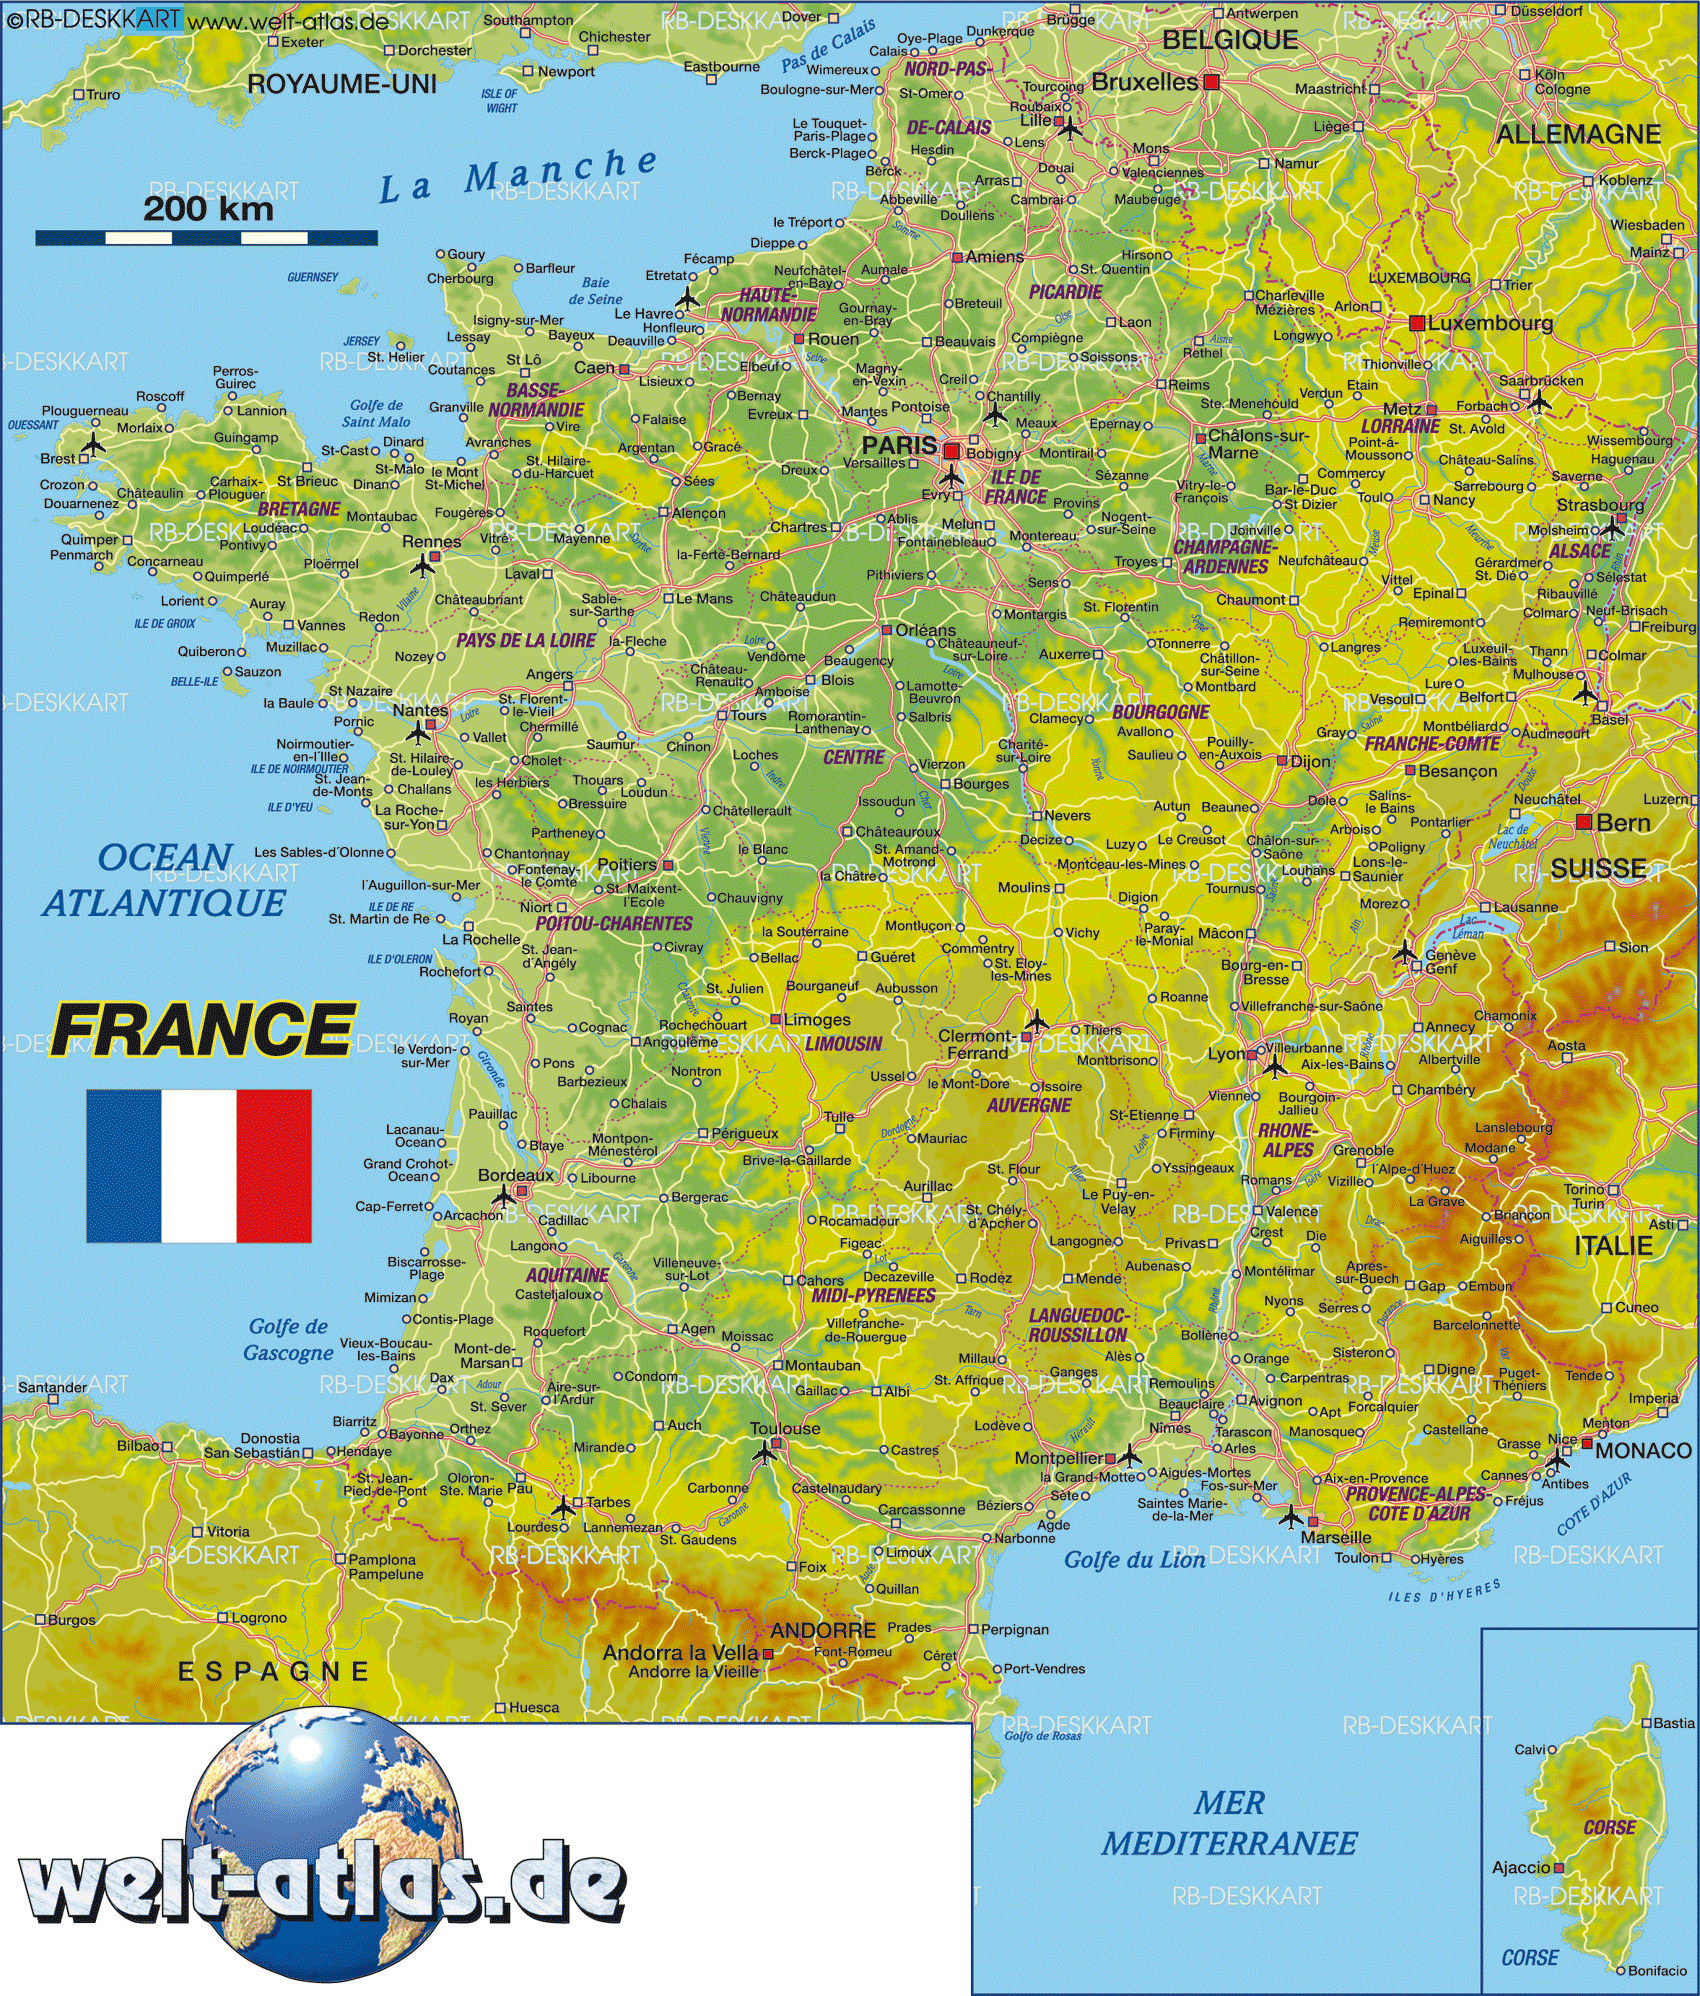 ©RB-DESKKART www.welt-atlas.de
Southampton
Dover
Brügge
Antwerpen
Düsseldorf
Exeter
Dorchester
Chichester
Pas de Calais
Oye-Plage
Dunkerque
Calais
BELGIQUE
ROYAUME-UNI
Newport
Eastbourne
Wimereux
NORD-PAS-
DE-CALAIS
Bruxelles
Köln
Cologne
Truro
ISLE OF
WIGHT
Boulogne-sur-Mer
St-Omer
Tourcoing
Roubaix
Lille
Maastricht
Le Touquet-
Paris-Plage
Berck-Plage
Berck
Hesdin
Lens
Liège
ALLEMAGNE
La Manche
Arras
Douai
Mons
Valenciennes
Namur
Koblenz
200 km
Abbeville
Doullens
Cambrai
Maubeuge
Wiesbaden
Mainz
le Tréport
Somme
Dieppe
Amiens
Hirson
St. Quentin
Goury
Cherbourg
Barfleur
Fécamp
Etretat
Neufchâtel-
en-Bray
Aumale
LUXEMBOURG
Trier
GUERNSEY
Baie
de Seine
HAUTE-
NORMANDIE
Breteuil
PICARDIE
Charleville
Mézières
Arlon
Luxembourg
Le Havre
Honfleur
Deauville
Gournay-
en-Bray
Oise
Laon
Isigny-sur-Mer
Bayeux
Lessay
JERSEY
St. Helier
Rouen
Beauvais
Compiègne
Aisne
Rethel
Longwy
Coutances
St Lô
Caen
Seine
Elbeuf
Soissons
Thionville
Perros-
Guirec
Roscoff
Lisieux
Magny-
en-Vexin
Creil
Reims
Etain
Verdun
Saarbrücken
Plouguerneau
Lannion
Golfe de
Saint Malo
Granville
BASSE-
NORMANDIE
Bernay
Chantilly
Ste. Menehould
Metz
Forbach
OUESSANT
Morlaix
Guingamp
Vire
Falaise
Evreux
Mantes
Pontoise
Meaux
Epernay
LORRAINE
St. Avold
Brest
St-Cast
Dinard
Avranches
Argentan
Gracé
PARIS
Bobigny
Châlons-sur-
Marne
Point-á-
Mousson
Wissembourg
Haguenau
Crozon
St-Malo
le Mont
St-Michel
St. Hilaire-
du-Harcuet
Dreux
Versailles
Montirail
Château-Salins
Douarnenez
Châteaulin
Carhaix-
Plouguer
St Brieuc
Dinan
Sées
Evry
ILE DE
FRANCE
Sézanne
Marne
Vitry-le-
François
Commercy
Bar-le-Duc
Toul
Sarrebourg
Saverne
BRETAGNE
Fougères
Alençon
Provins
St Dizier
Nancy
Strasbourg
Quimper
Penmarch
Loudéac
Montaubac
Pontivy
Rennes
Vitré
Mayenne
Sarthe
Chartres
Ablis
Melun
Fontainebleau
Montereau
Nogent-
sur-Seine
Joinville
Meuse
Meurthe
Molsheim
Concarneau
Quimperlé
Ploërmel
la-Ferté-Bernard
Troyes
CHAMPAGNE-
ARDENNES
Neufchâteau
ALSACE
Rhin
Gérardmer
St. Dié
Sélestat
Lorient
Vilaine
Laval
Pithiviers
Sens
Vittel
Epinal
Ribauvillé
ILE DE GROIX
Auray
Vannes
Redon
Châteaubriant
Sable-
sur-Sarthe
Le Mans
Châteaudun
Montargis
St. Florentin
Chaumont
Colmar
Neuf-Brisach
Freiburg
Quiberon
Muzillac
Nozey
PAYS DE LA LOIRE
la-Fleche
Loire
Vendôme
Orléans
Châteauneuf-
sur-Loire
Auxerre
Seine
Tonnerre
Remiremont
Langres
Luxeuil-
les-Bains
Thann
Colmar
BELLE-ILE
Sauzon
Angers
Château-
Renault
Beaugency
Loire
Châtillon-
sur-Seine
Montbard
Mulhouse
Lure
Belfort
Vesoul
la Baule
St Nazaire
Nantes
Loire
St. Florent-
le-Vieil
Amboise
Blois
Lamotte-
Beuvron
Basel
Pornic
Chermillé
Tours
Romorantin-
Lanthenay
Salbris
Clamecy
BOURGOGNE
Avallon
Gray
Saône
Montbéliard
Audincourt
Noirmoutier-
en-l'Ille
ILE DE NOIRMOUTIER
Vallet
Saumur
Chinon
CENTRE
Charité-
sur-Loire
Saulieu
Pouilly-
en-Auxois
FRANCHE-COMTE
St. Hilaire-
de-Louley
Cholet
Loches
Indre
Vierzon
Yonne
Dijon
Besançon
Doubs
St. Jean-
de-Monts
Challans
les Herbiers
Thouars
Loudun
Bourges
ILE D'YEU
Bressuire
Châtellerault
Issoudun
Cher
Nevers
Autun
Beaune
Dole
Salins-
le Bains
Neuchâtel
Luzern
La Roche-
sur-Yon
Parthenay
Vienne
Châteauroux
Decize
Le Creusot
Arbois
Pontarlier
Lac de
Neuchâtel
Bern
OCEAN
ATLANTIQUE
Les Sables-d'Olonne
Chantonnay
Poitiers
le Blanc
St. Amand-
Motrond
Luzy
Châlon-sur-
Saône
Poligny
SUISSE
Fontenay-
le Comté
Monceau-les-Mines
Louhans
Lons-le-
Saunier
l'Auguillon-sur-Mer
St. Maixent-
l'Ecole
la Châtre
Moulins
Tournus
Saône
ILE DE RE
St. Martin de Re
Niort
Chauvigny
Digion
Morez
Lausanne
POITOU-CHARENTES
Montluçon
Vichy
Paray-
le-Monial
Mâcon
Ain
Lac
Léman
La Rochelle
la Souterraine
Commentry
Sion
ILE D'OLERON
St. Jean-
d'Angély
Civray
Bellac
Guéret
St. Eloy-
les-Mines
Bourg-en-
Bresse
Genève
Genf
Rochefort
Charente
St. Julien
Bourganeuf
Aubusson
Roanne
Villefranche-sur-Saône
FRANCE
Royan
Saintes
Cognac
Rochechouart
Limoges
Clermont-
Ferrand
Thiers
Annecy
Chamonix
le Verdon-
sur-Mer
Angoulême
LIMOUSIN
Lyon
Villeurbanne
Rhône
Albertville
Aosta
Gironde
Pons
Barbezieux
Nontron
Ussel
le Mont-Dore
Issoire
Montbrison
Aix-les-Bains
Chambéry
Chalais
AUVERGNE
Vienne
Bourgoin-
Jallieu
Pauillac
Tulle
Dordogne
St-Etienne
Lacanau-
Ocean
Blaye
Montpon-
Ménestérol
Périgueux
Mauriac
Loire
Firminy
RHONE-
ALPES
Lanslebourg
Modane
Grand Crohot-
Ocean
Brive-la-Gaillarde
Grenoble
Bordeaux
Libourne
St. Flour
Allier
Yssingeaux
Isère
Vizille
l'Alpe-d'Huez
Cap-Ferret
Bergerac
Aurillac
Le Puy-en-
Velay
Romans
La Grave
Torino
Turin
Arcachon
Cadillac
Rocamadour
St. Chély-
d'Apcher
Valence
Drac
Briançon
Asti
Langon
Garonne
Figeac
Langogne
Privas
Crest
Die
Aiguilles
ITALIE
Biscarrosse-
Plage
AQUITAINE
Villeneuve-
sur-Lot
Lot
Decazeville
Aubenas
Montélimar
Apres-
sur-Buech
Mimizan
Casteljaloux
Cahors
MIDI-PYRENEES
Rodez
Mende
Rhône
Gap
Embun
Contis-Plage
Tarn
LANGUEDOC-
ROUSSILLON
Nyons
Serres
Durance
Barcelonnette
Cuneo
Golfe de
Gascogne
Roquefort
Agen
Moissac
Villefranche-
de-Rouergue
Bollène
Vieux-Boucau-
les-Bains
Mont-de-
Marsan
Montauban
Millau
Alès
Orange
Sisteron
Var
Santander
Dax
Adour
Condom
St. Affrique
Ganges
Carpentras
Digne
Puget-
Théniers
Tende
St. Sever
Aire-sur-
l'Ardur
Gaillac
Albi
Remoulins
Avignon
Forcalquier
Imperia
Biarritz
Orthez
Auch
Toulouse
Lodève
Hérault
Beauclaire
Nîmes
Apt
Castellane
Menton
Bilbao
Donostia
San Sebastián
Hendaye
Bayonne
Mirande
Castres
Tarascon
Arles
Manosque
Grasse
Nice
MONACO
Montpellier
St. Jean-
Pied-de-Pont
Oloron-
Ste. Marie
Pau
Tarbes
Carbonne
Castelnaudary
la Grand-Motte
Aigues-Mortes
Fos-sur-Mer
Aix-en-Provence
Cannes
Antibes
PROVENCE-ALPES-
COTE D'AZUR
Fréjus
COTE D'AZUR
Lourdes
Lannemezan
Garonne
St. Gaudens
Carcassonne
Béziers
Sète
Agde
Saintes Marie-
de-la-Mer
Marseille
Vitoria
Narbonne
Golfe du Lion
Toulon
Hyères
Pamplona
Pampelune
Foix
Limoux
Aude
Quillan
ILES D'HYERES
Burgos
Logrono
ANDORRE
Prades
Perpignan
ESPAGNE
Andorra la Vella
Andorre la Vieille
Font-Romeu
Céret
Port-Vendres
Huesca
Golfo de Rosas
Bastia
Calvi
MER
MEDITERRANEE
CORSE
Ajaccio
welt-atlas.de
CORSE
Bonifacio
RB-DESKKART